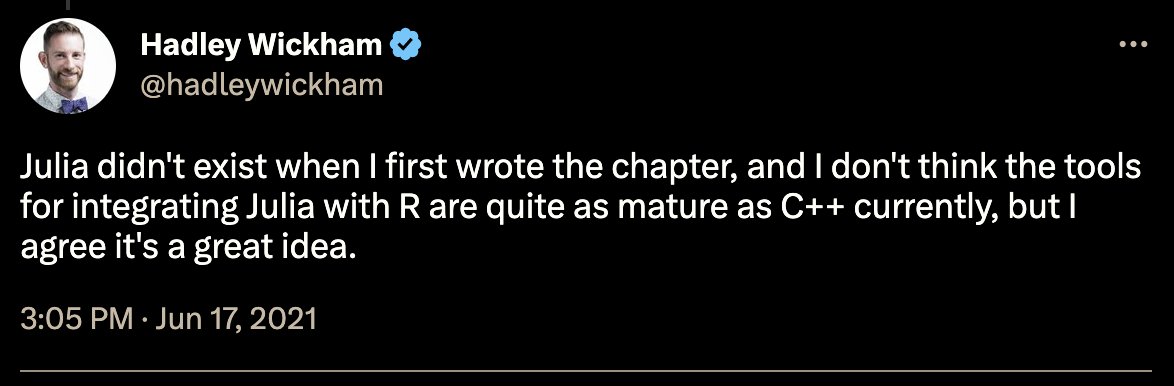 Hadley Wickham
@hadleywickham
Julia didn't exist when I first wrote the chapter, and I don't think the tools
for integrating Julia with R are quite as mature as C++ currently, but I
agree it's a great idea.
3:05 PM · Jun 17, 2021